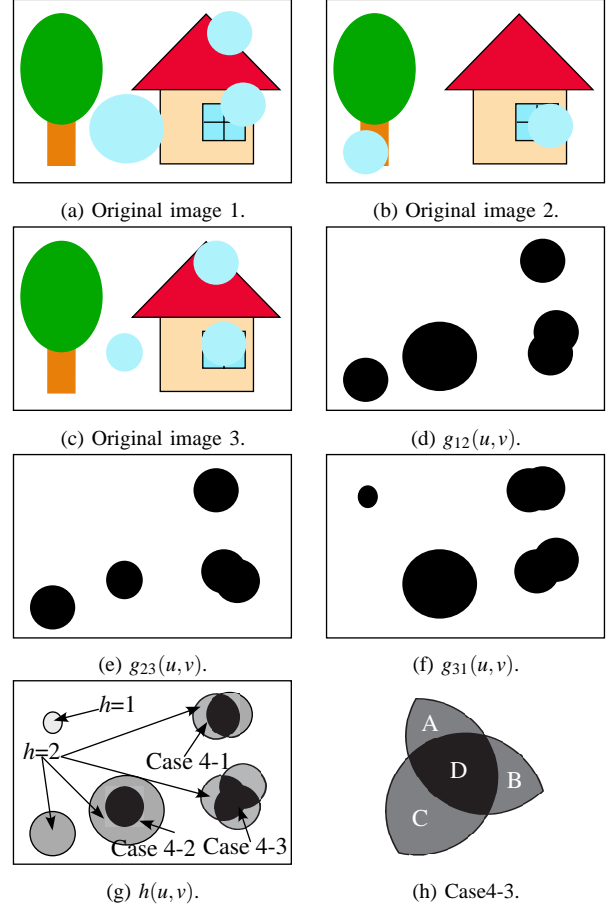 (a) Original image 1.
(b) Original image 2.
(c) Original image 3.
(d) g12(u,v).
(e) g23(u,v).
(f) g31(u,v).
h=1
h=2
Case 4-1
Case 4-2
Case 4-3
A
D
B
C
(g) h(u,v).
(h) Case4-3.